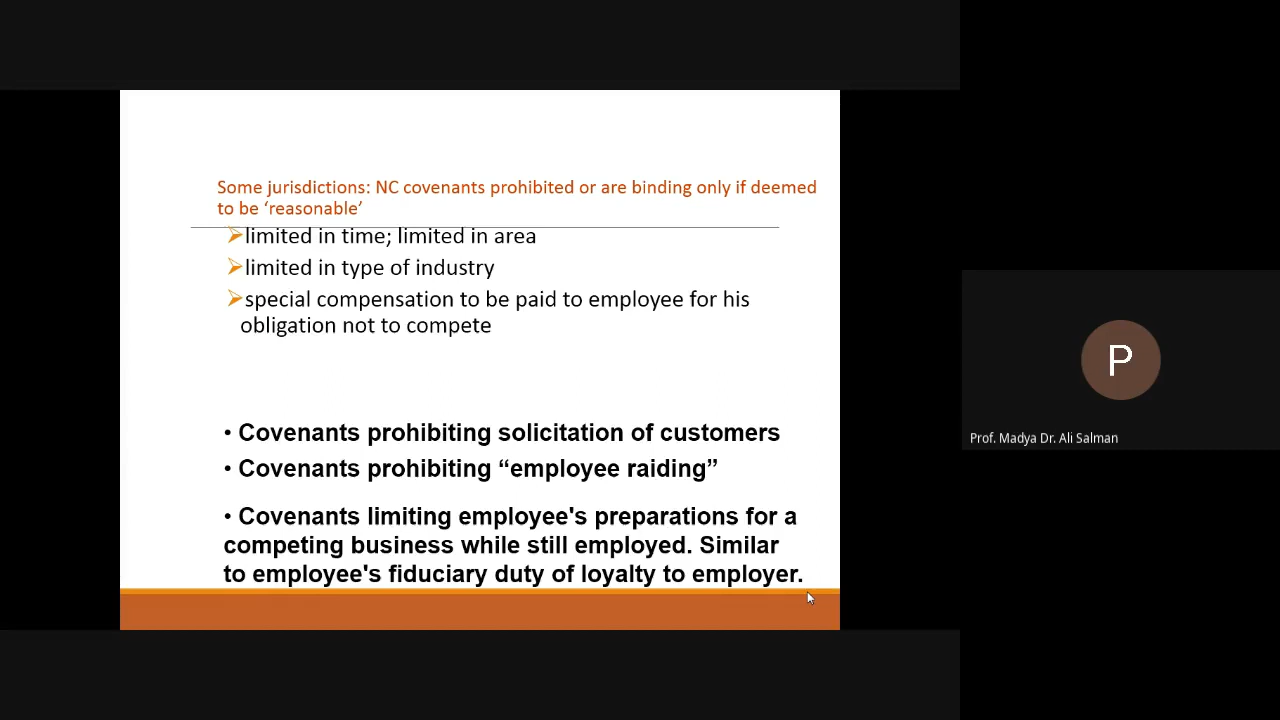 Some jurisdictions: NC covenants prohibited or are binding only if deemed
to be ‘reasonable’
limited in time; limited in area
limited in type of industry
special compensation to be paid to employee for his
obligation not to compete
• Covenants prohibiting solicitation of customers
• Covenants prohibiting “employee raiding”
• Covenants limiting employee's preparations for a
competing business while still employed. Similar
to employee's fiduciary duty of loyalty to employer.
P
Prof. Madya Dr. Ali Salman